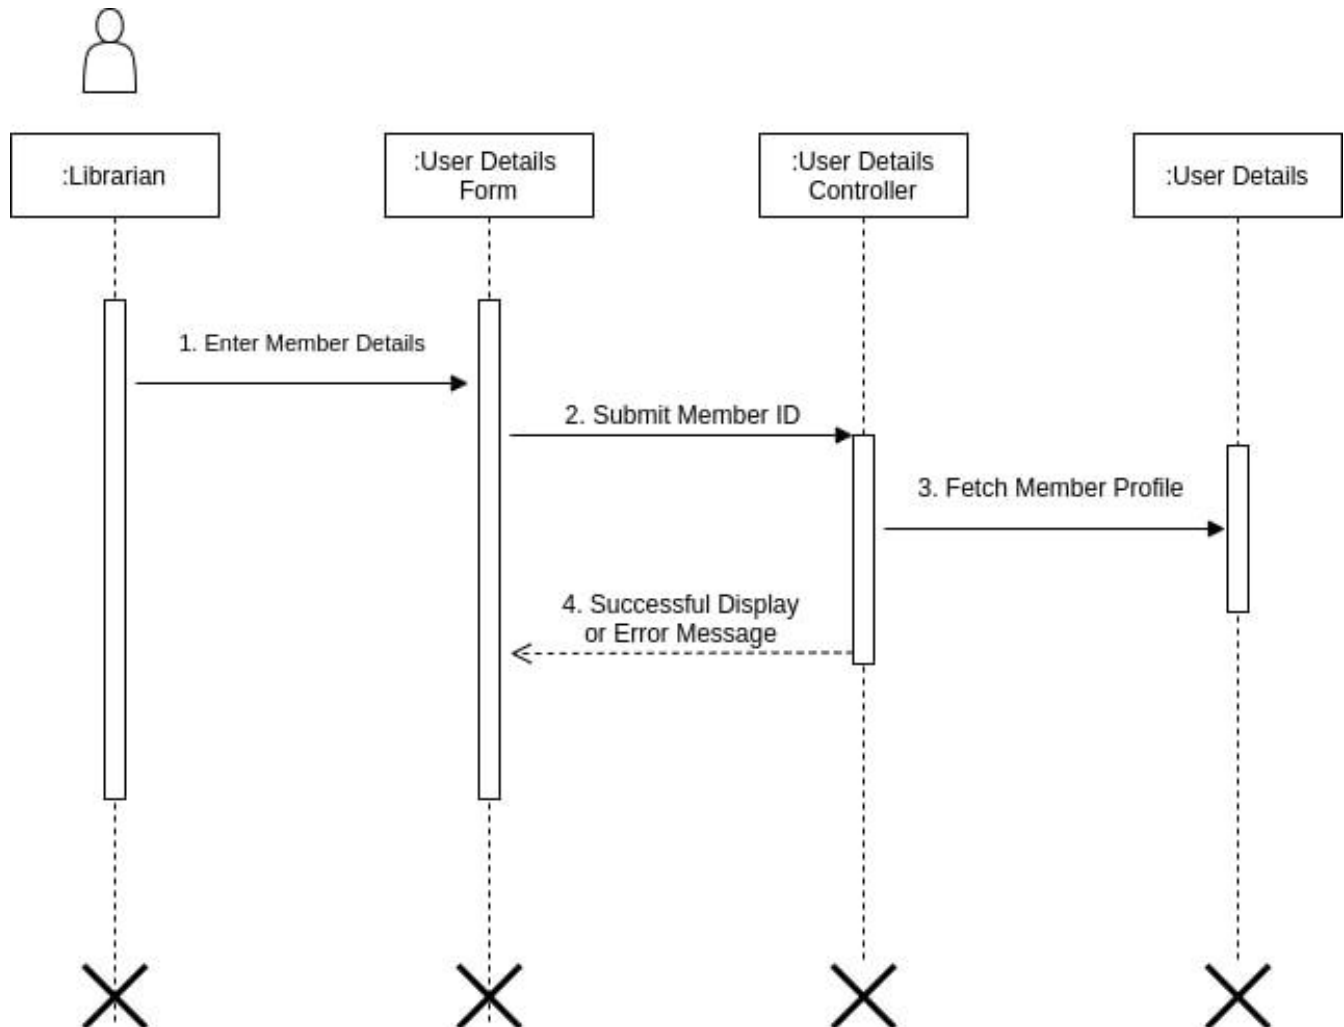 :Librarian
:User Details
Form
:User Details
Controller
:User Details
1. Enter Member Details
2. Submit Member ID
3. Fetch Member Profile
4. Successful Display
or Error Message